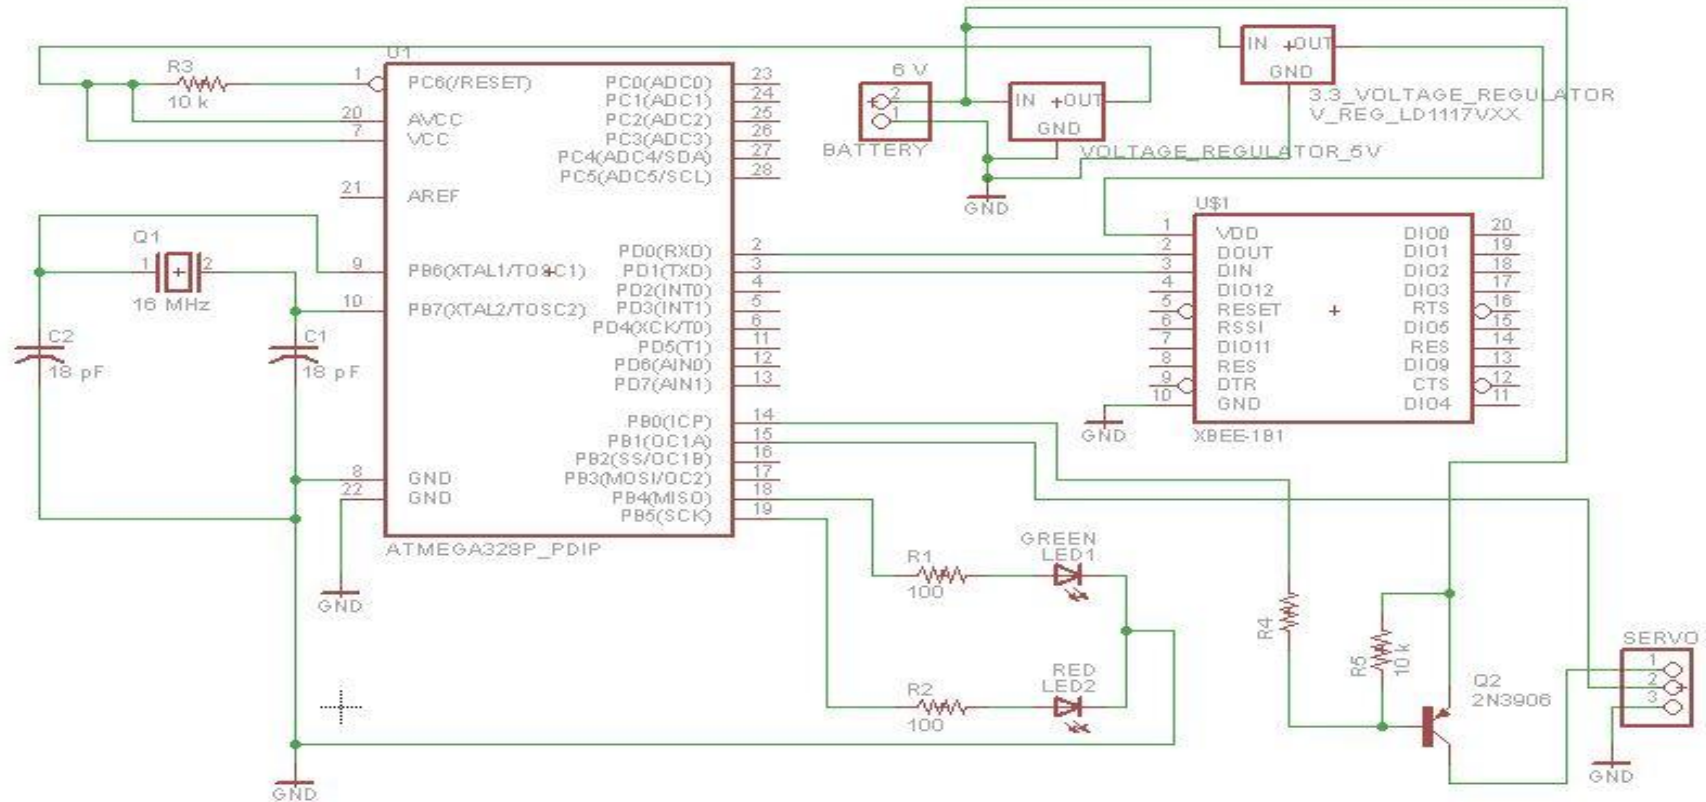 U1
R3
10 k
1
PC6(/RESET)
20
AVCC
7
VCC
21
AREF
9
PB6(XTAL1/TOSC1)
10
PB7(XTAL2/TOSC2)
8
GND
22
GND
PC0(ADC0)
23
PC1(ADC1)
24
PC2(ADC2)
25
PC3(ADC3)
26
PC4(ADC4/SDA)
27
PC5(ADC5/SCL)
28
PD0(RXD)
2
PD1(TXD)
3
PD2(INT0)
4
PD3(INT1)
5
PD4(XCK/T0)
6
PD5(T1)
11
PD6(AIN0)
12
PD7(AIN1)
13
PB0(ICP)
14
PB1(OC1A)
15
PB2(SS/OC1B)
16
PB3(MOSI/OC2)
17
PB4(MISO)
18
PB5(SCK)
19
ATMEGA328P_PDIP
GND
Q1
1
2
16 MHz
C2
18 pF
C1
18 pF
GND
6 V
2
1
BATTERY
IN
OUT
GND
VOLTAGE_REGULATOR_5V
GND
IN
OUT
GND
3.3_VOLTAGE_REGULATOR
V_REG_LD1117VXX
U$1
1
VDD
2
DOUT
3
DIN
4
DIO12
5
RESET
6
RSSI
7
DIO11
8
RES
9
DTR
10
GND
DIO0
20
DIO1
19
DIO2
18
DIO3
17
RTS
16
DIO5
15
RES
14
DIO9
13
CTS
12
DIO4
11
XBEE-1B1
GND
GREEN
LED1
R1
100
RED
LED2
R2
100
R4
R5
10 k
Q2
2N3906
SERVO
1
2
3
GND